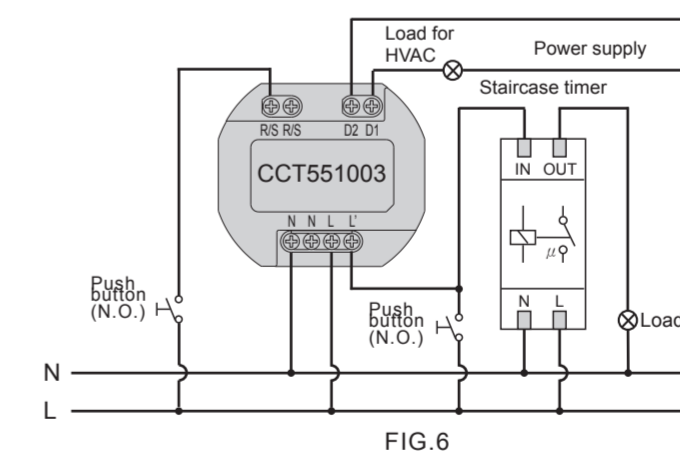 Load for
HVAC
Power supply
Staircase timer
R/S R/S
D2 D1
IN OUT
CCT551003
N N L L'
μ
Push
button
(N.O.)
Push
button
(N.O.)
N L
Load
N
L
FIG.6